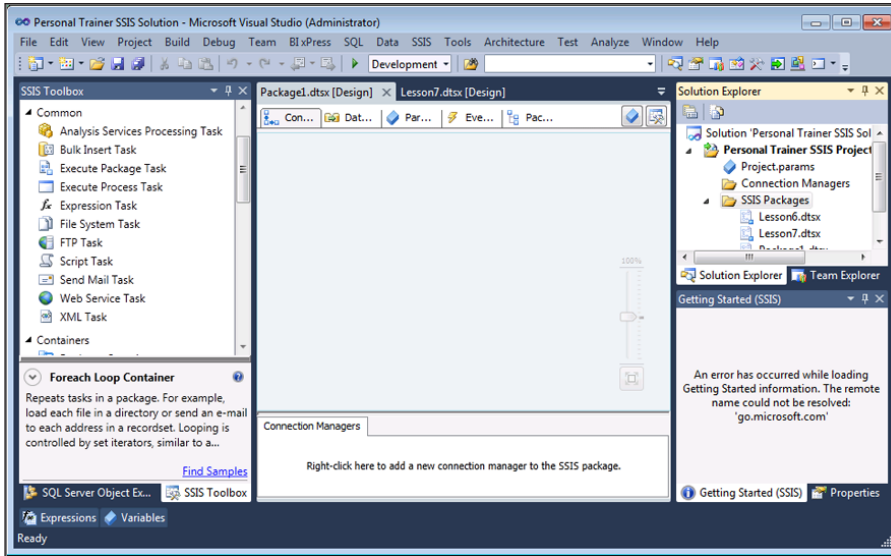 Personal Trainer SSIS Solution - Microsoft Visual Studio (Administrator)
File Edit View Project Build Debug Team BIxPress SQL Data SSIS Tools Architecture Test Analyze Window Help
Development
SSIS Toolbox
Common
Analysis Services Processing Task
Bulk Insert Task
Execute Package Task
Execute Process Task
Expression Task
File System Task
FTP Task
Script Task
Send Mail Task
Web Service Task
XML Task
Containers
Foreach Loop Container
Repeats tasks in a package. For example,
load each file in a directory or send an e-mail
to each address in a recordset. Looping is
controlled by set iterators, similar to a...
Find Samples
SQL Server Object Ex... SSIS Toolbox
Package1.dtsx [Design] Lesson7.dtsx [Design]
Con... Dat... Par... Eve... Pac...
100%
Connection Managers
Right-click here to add a new connection manager to the SSIS package.
Solution Explorer
Solution 'Personal Trainer SSIS Sol
Personal Trainer SSIS Project
Project.params
Connection Managers
SSIS Packages
Lesson6.dtsx
Lesson7.dtsx
Package1.dtsx
Solution Explorer Team Explorer
Getting Started (SSIS)
An error has occurred while loading
Getting Started information. The remote
name could not be resolved:
'go.microsoft.com'
Getting Started (SSIS) Properties
Expressions Variables
Ready